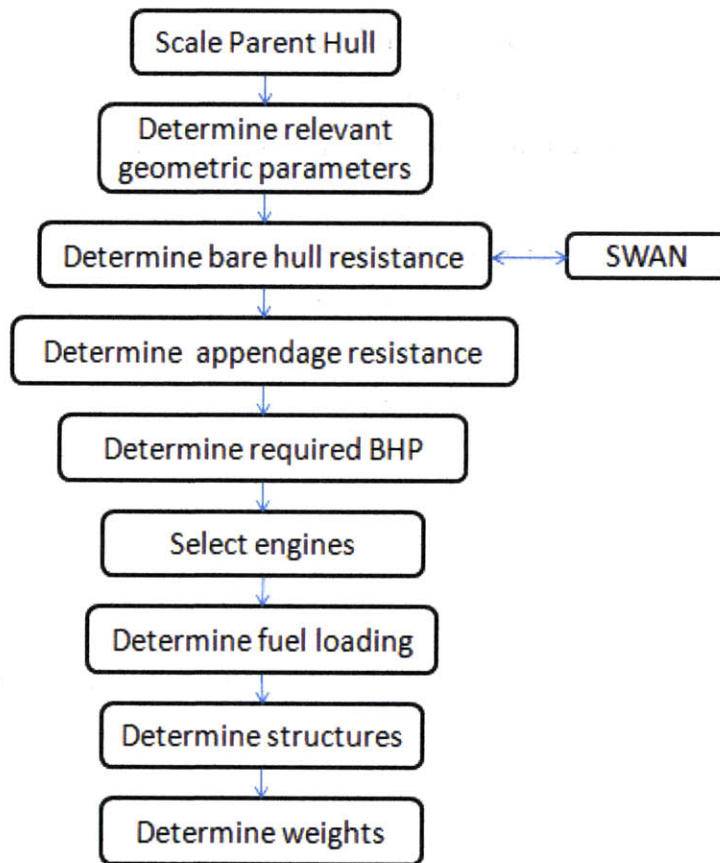 Scale Parent Hull
Determine relevant
geometric parameters
Determine bare hull resistance
SWAN
Determine appendage resistance
Determine required BHP
Select engines
Determine fuel loading
Determine structures
Determine weights